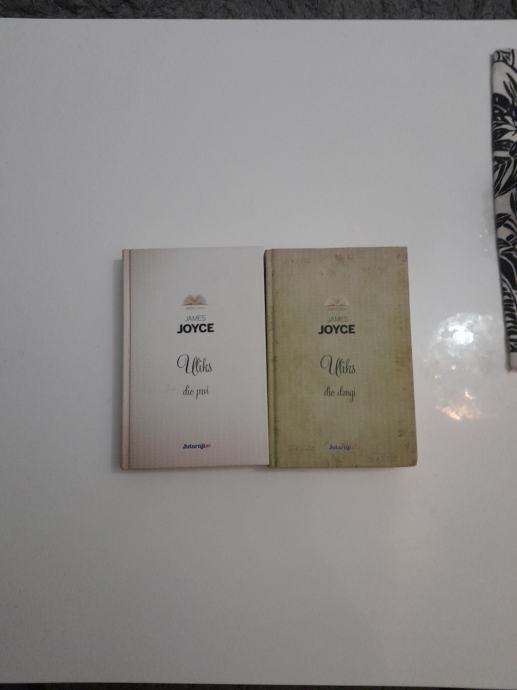 JAMES
JOYCE
Uliks
dio prvi
Jutarnji
JAMES
JOYCE
Uliks
dio drugi
Jutarnji